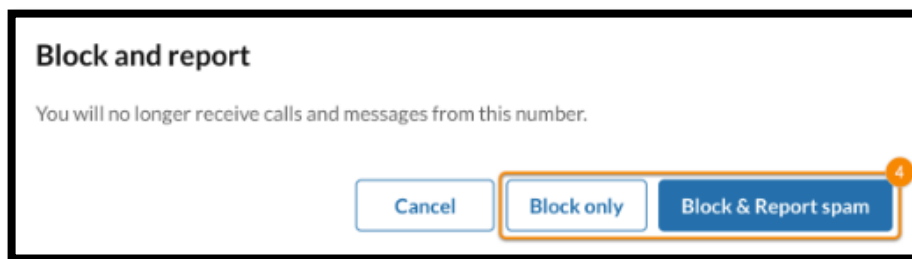 Block and report
You will no longer receive calls and messages from this number.
4
Cancel Block only Block & Report spam